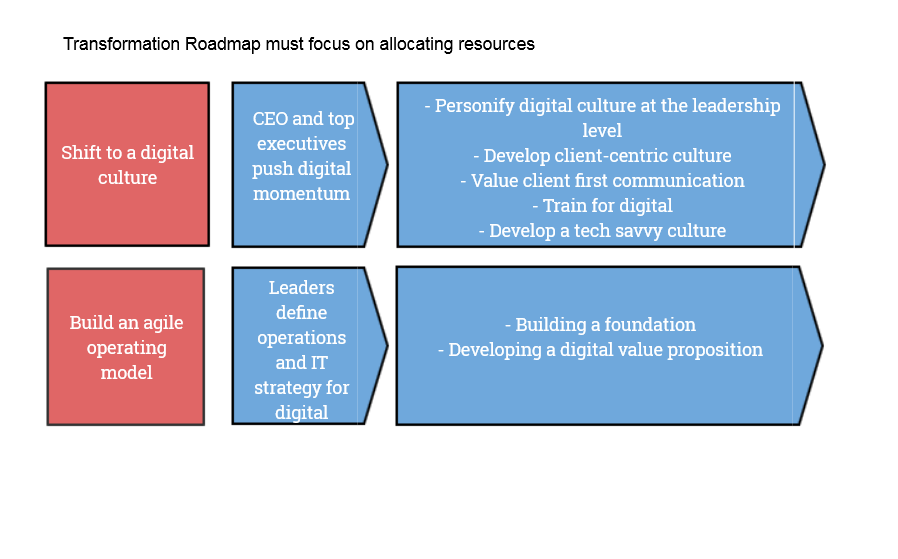 Transformation Roadmap must focus on allocating resources
Shift to a digital
culture
CEO and top
executives
push digital
momentum
- Personify digital culture at the leadership
level
- Develop client-centric culture
- Value client first communication
- Train for digital
- Develop a tech savvy culture
Build an agile
operating
model
Leaders
define
operations
and IT
strategy for
digital
- Building a foundation
- Developing a digital value proposition